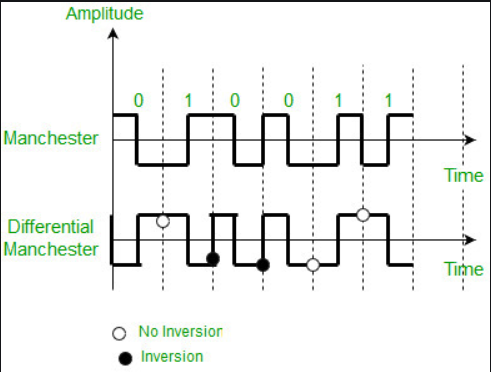 Amplitude
0 1 0 0 1 1
Manchester
Time
Differential
Manchester
Time
No Inversion
Inversion